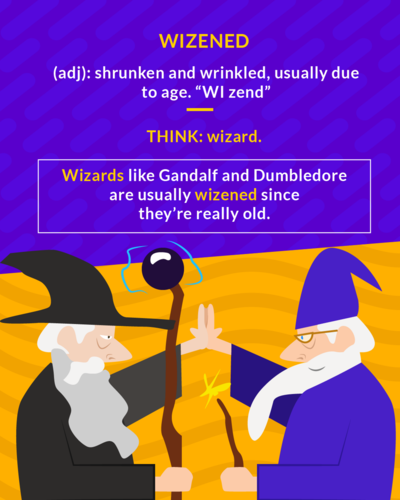 WIZENED
(adj): shrunken and wrinkled, usually due
to age. “WI zend”
THINK: wizard.
Wizards like Gandalf and Dumbledore
are usually wizened since
they’re really old.